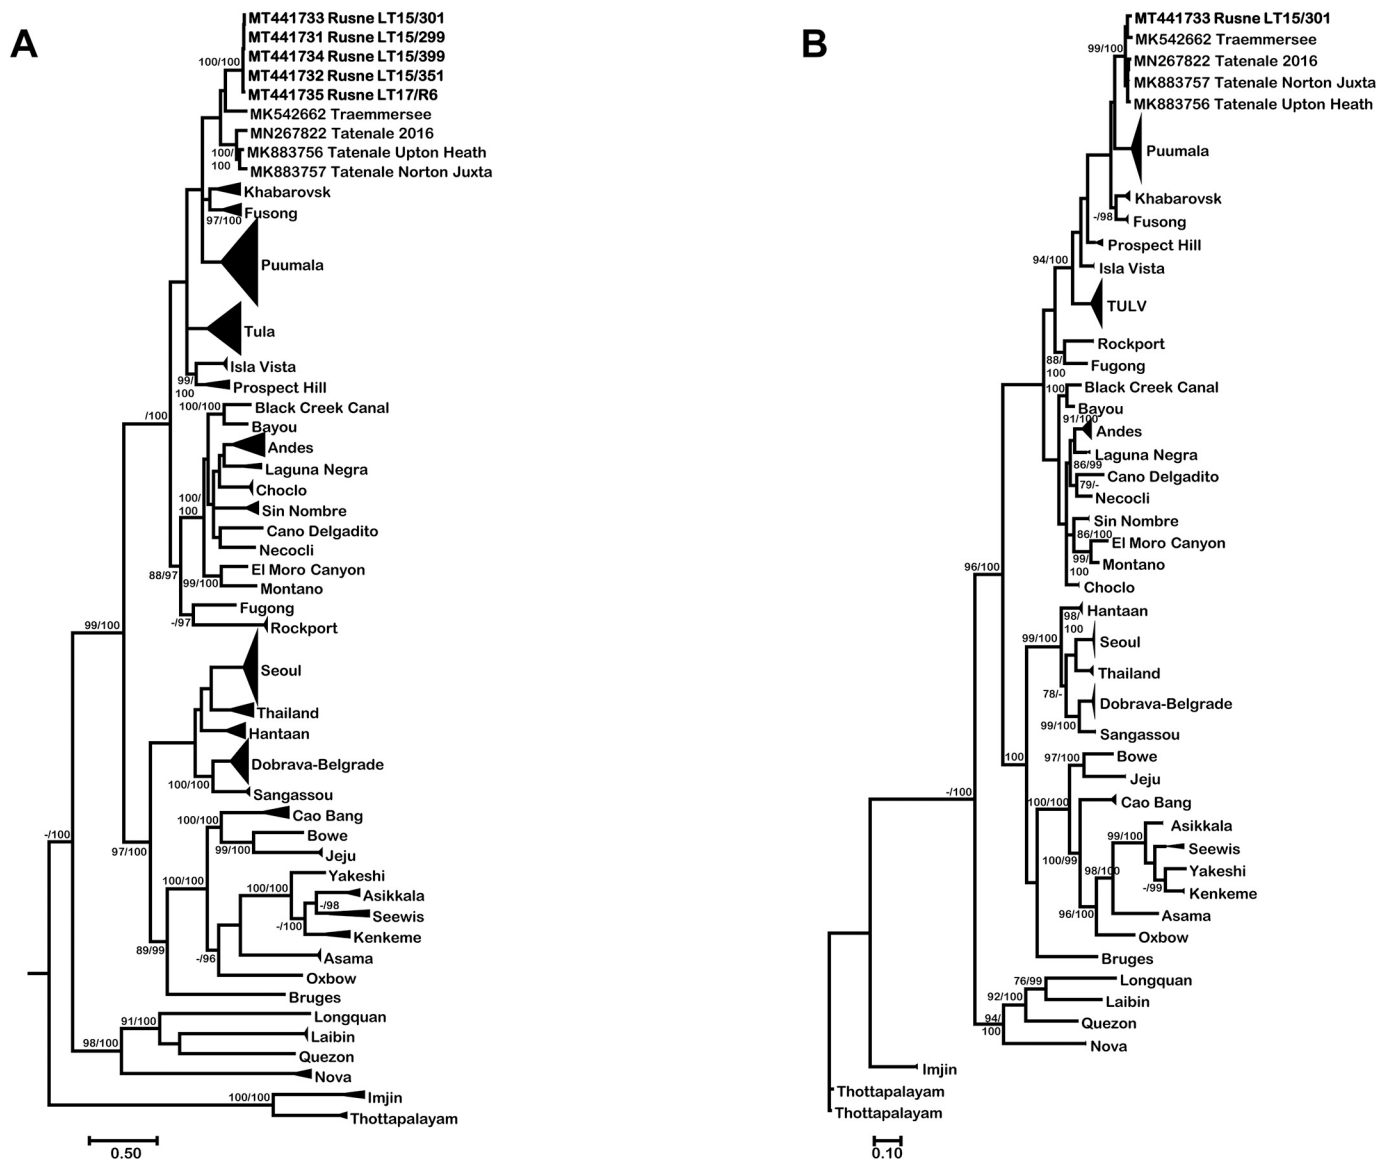 A
MT441733 Rusne LT15/301
MT441731 Rusne LT15/299
MT441734 Rusne LT15/399
100/100
MT441732 Rusne LT15/351
MT441735 Rusne LT17/R6
MK542662 Traemmersee
MN267822 Tatenale 2016
100/
100
MK883756 Tatenale Upton Heath
MK883757 Tatenale Norton Juxta
Khabarovsk
97/100
Fusong
Puumala
Tula
Isla Vista
99/
100
Prospect Hill
/100
100/100
Black Creek Canal
Bayou
Andes
Laguna Negra
Choclo
100/
100
Sin Nombre
Cano Delgadito
Necocli
88/97
99/100
El Moro Canyon
Montano
Fugong
-/97
Rockport
99/100
Seoul
Thailand
Hantaan
Dobrava-Belgrade
100/100
Sangassou
Cao Bang
100/100
Bowe
-/100
97/100
99/100
Jeju
Yakeshi
100/100
100/100
Asikkala
-/98
Seewis
-/100
Kenkeme
89/99
-/96
Asama
Oxbow
Bruges
Longquan
91/100
Laibin
98/100
Quezon
Nova
100/100
Imjin
Thottapalayam
0.50
B
MT441733 Rusne LT15/301
MK542662 Traemmersee
99/100
MN267822 Tatenale 2016
MK883757 Tatenale Norton Juxta
MK883756 Tatenale Upton Heath
Puumala
Khabarovsk
-/98
Fusong
Prospect Hill
94/100
Isla Vista
TULV
Rockport
88/
100
Fugong
100
Black Creek Canal
Bayou
91/100
Andes
Laguna Negra
86/99
Cano Delgadito
79/-
Necocli
Sin Nombre
86/100
El Moro Canyon
99/
100
Montano
96/100
Choclo
Hantaan
98/
100
99/100
Seoul
Thailand
78/-
Dobrava-Belgrade
99/100
Sangassou
100
97/100
Bowe
Jeju
-/100
100/100
Cao Bang
Asikkala
99/100
Seewis
100/99
98/100
Yakeshi
-/99
Kenkeme
96/100
Asama
Oxbow
Bruges
76/99
Longquan
92/100
Laibin
94/
100
Quezon
Nova
Imjin
Thottapalayam
Thottapalayam
0.10